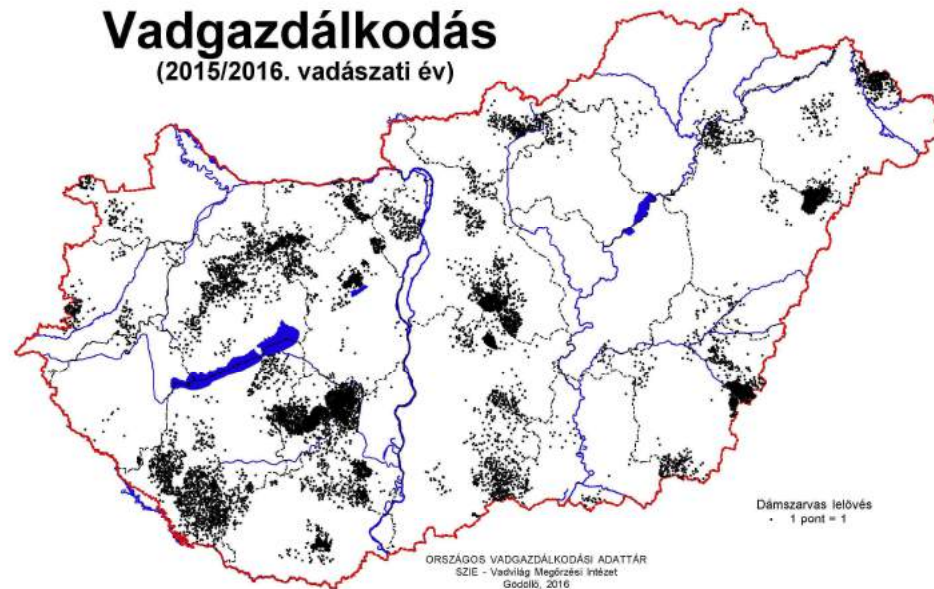 Vadgazdálkodás
(2015/2016. vadászati év)
Dámszarvas lelövés
1 pont = 1
ORSZÁGOS VADGAZDÁLKODÁSI ADATTÁR
SZIE - Vadvilág Megőrzési Intézet
Gödöllő, 2016